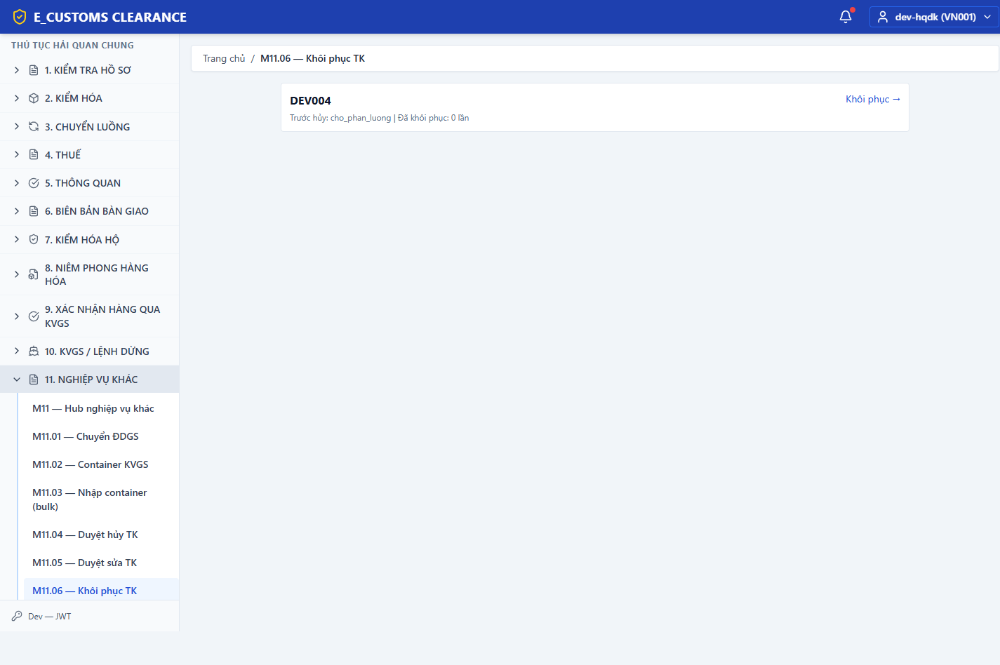 E_CUSTOMS CLEARANCE
dev-hqdk (VN001)
THỦ TỤC HẢI QUAN CHUNG
1. KIỂM TRA HỒ SƠ
2. KIỂM HÓA
3. CHUYỂN LUỒNG
4. THUẾ
5. THÔNG QUAN
6. BIÊN BẢN BÀN GIAO
7. KIỂM HÓA HỘ
8. NIÊM PHONG HÀNG
HÓA
9. XÁC NHẬN HÀNG QUA
KVGS
10. KVGS / LỆNH DỪNG
11. NGHIỆP VỤ KHÁC
M11 — Hub nghiệp vụ khác
M11.01 — Chuyển ĐDGS
M11.02 — Container KVGS
M11.03 — Nhập container
(bulk)
M11.04 — Duyệt hủy TK
M11.05 — Duyệt sửa TK
M11.06 — Khôi phục TK
Dev — JWT
Trang chủ / M11.06 — Khôi phục TK
DEV004
Khôi phục →
Trước hủy: cho_phan_luong | Đã khôi phục: 0 lần